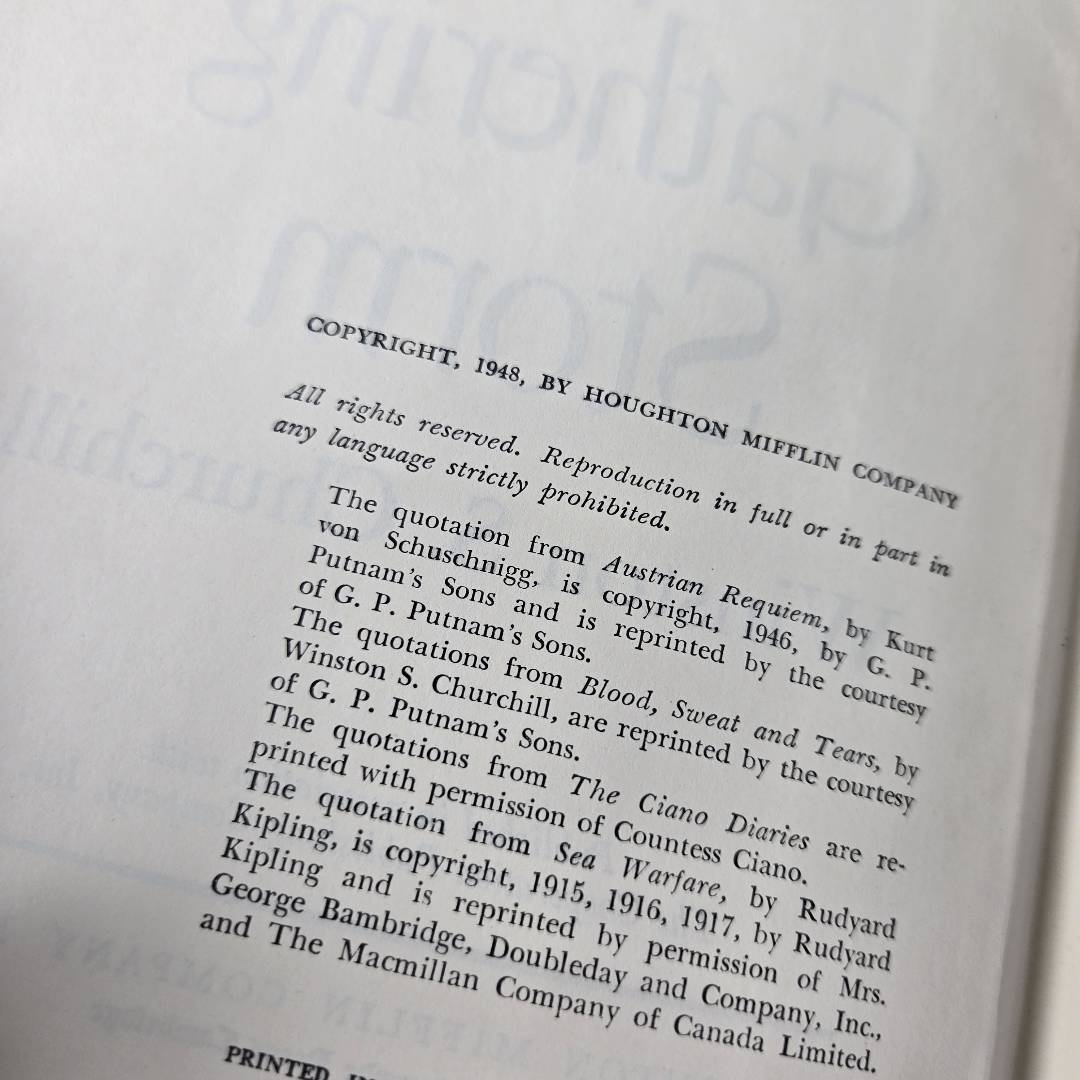 COPYRIGHT, 1948, BY HOUGHTON MIFFLIN COMPANY
All rights reserved. Reproduction in full or in part in
any language strictly prohibited.
The quotation from Austrian Requiem, by Kurt
von Schuschnigg, is copyright, 1946, by G. P.
Putnam's Sons and is reprinted by the courtesy
of G. P. Putnam's Sons.
The quotations from Blood, Sweat and Tears, by
Winston S. Churchill, are reprinted by the courtesy
of G. P. Putnam's Sons.
The quotations from The Ciano Diaries are re-
printed with permission of Countess Ciano.
The quotation from Sea Warfare, by Rudyard
Kipling, is copyright, 1915, 1916, 1917, by Rudyard
Kipling and is reprinted by permission of Mrs.
George Bambridge, Doubleday and Company, Inc.,
and The Macmillan Company of Canada Limited.
PRINTED
Gathering
Storm
Churchill